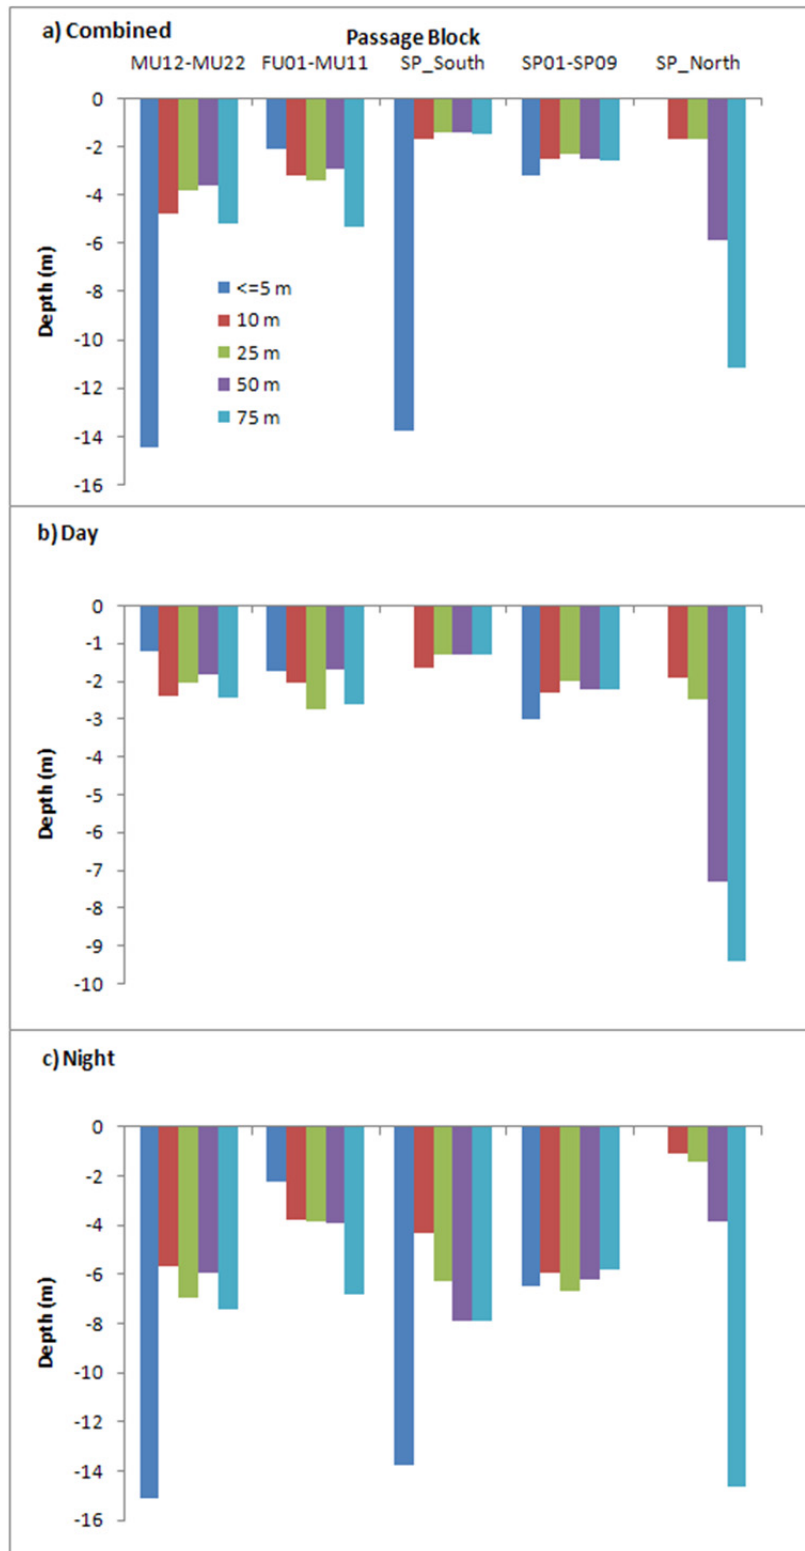 a) Combined
Passage Block
MU12-MU22 FU01-MU11 SP_South SP01-SP09 SP_North
0
-2
-4
-6
-8
-10
-12
-14
-16
Depth (m)
<=5 m
10 m
25 m
50 m
75 m
b) Day
0
-1
-2
-3
-4
-5
-6
-7
-8
-9
-10
Depth (m)
c) Night
0
-2
-4
-6
-8
-10
-12
-14
-16
Depth (m)